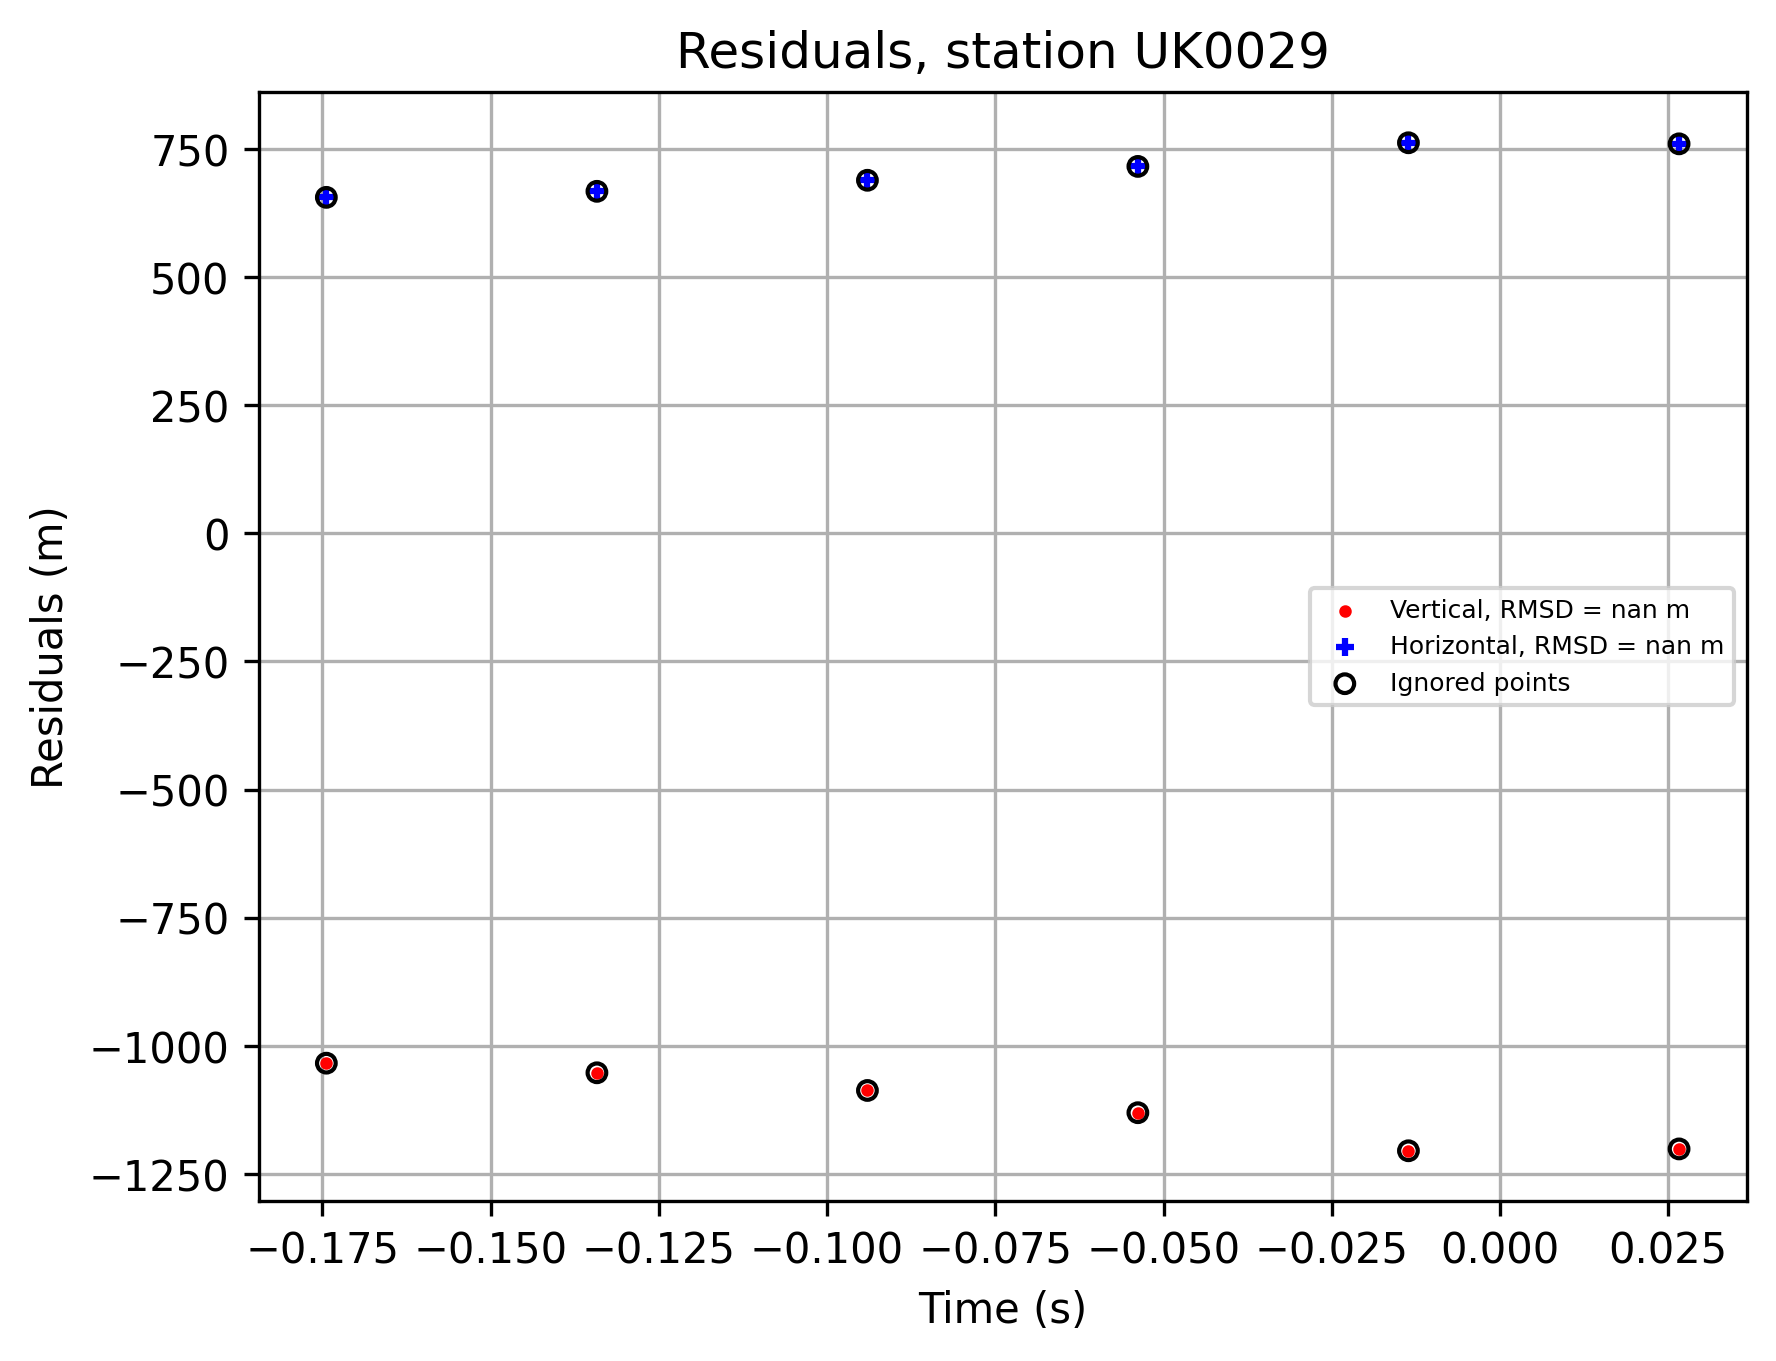 Residuals, station UK0029
750
500
250
0
−250
−500
−750
−1000
−1250
Residuals (m)
Vertical, RMSD = nan m
Horizontal, RMSD = nan m
Ignored points
−0.175 −0.150 −0.125 −0.100 −0.075 −0.050 −0.025 0.000 0.025
Time (s)